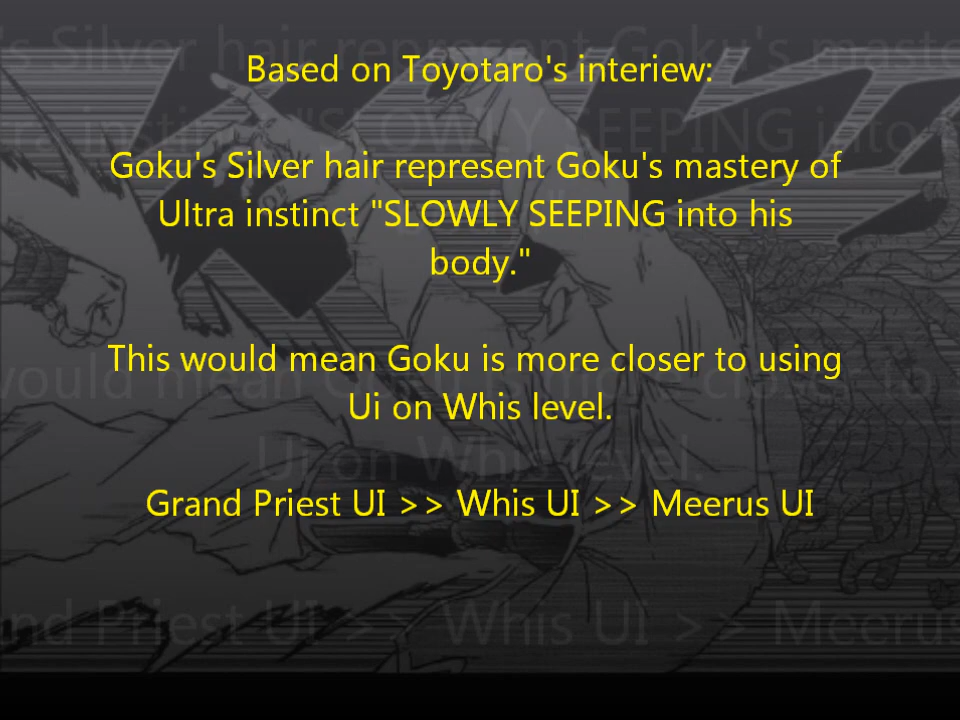 Based on Toyotaro's interiew:
Goku's Silver hair represent Goku's mastery of
Ultra instinct "SLOWLY SEEPING into his
body."
This would mean Goku is more closer to using
Ui on Whis level.
Grand Priest UI >> Whis UI >> Meerus UI